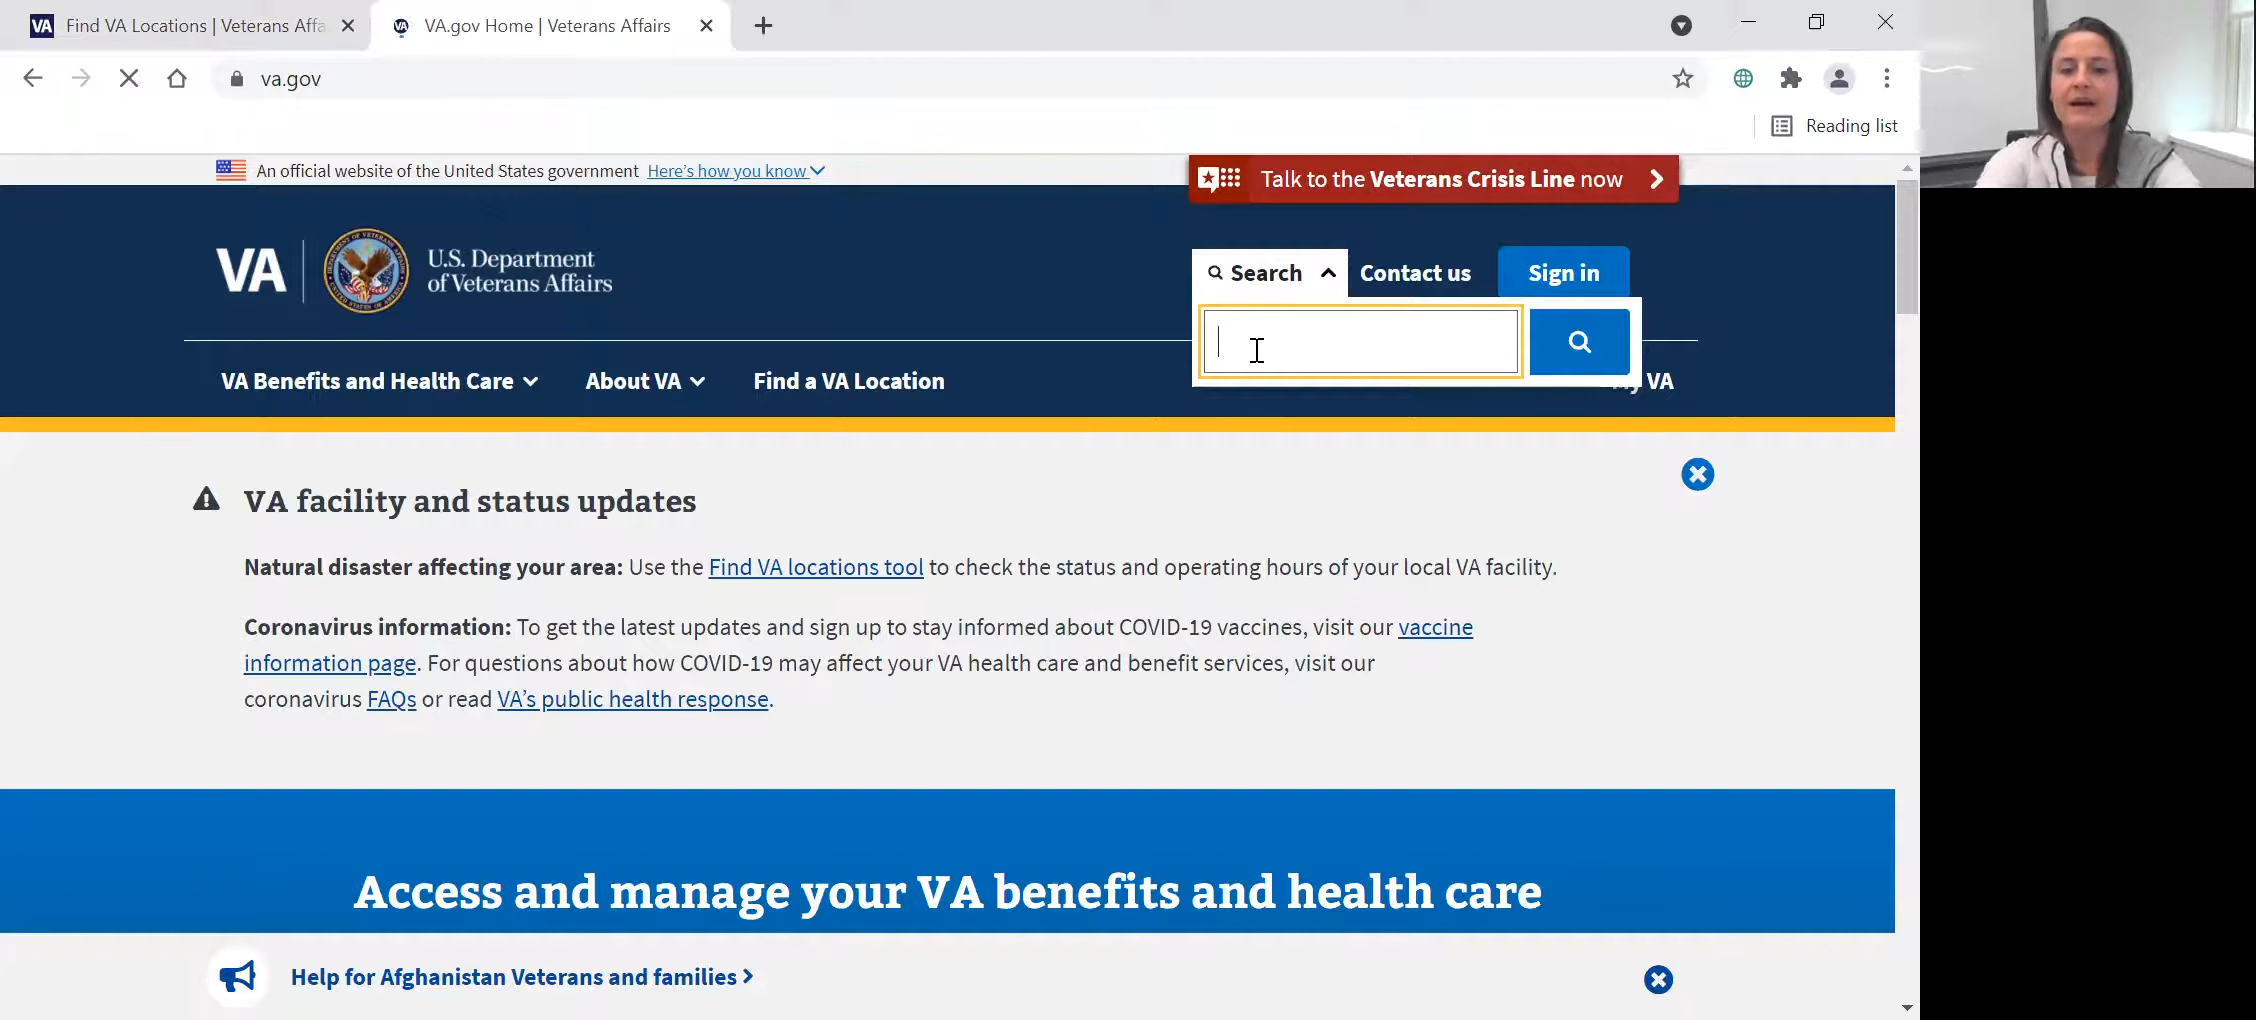 VA Find VA Locations | Veterans Affa
VA VA.gov Home | Veterans Affairs
va.gov
Reading list
An official website of the United States government Here's how you know
Talk to the Veterans Crisis Line now
VA
U.S. Department
of Veterans Affairs
Search
Contact us
Sign in
VA Benefits and Health Care
About VA
Find a VA Location
My VA
VA facility and status updates
Natural disaster affecting your area: Use the Find VA locations tool to check the status and operating hours of your local VA facility.
Coronavirus information: To get the latest updates and sign up to stay informed about COVID-19 vaccines, visit our vaccine
information page. For questions about how COVID-19 may affect your VA health care and benefit services, visit our
coronavirus FAQs or read VA's public health response.
Access and manage your VA benefits and health care
Help for Afghanistan Veterans and families